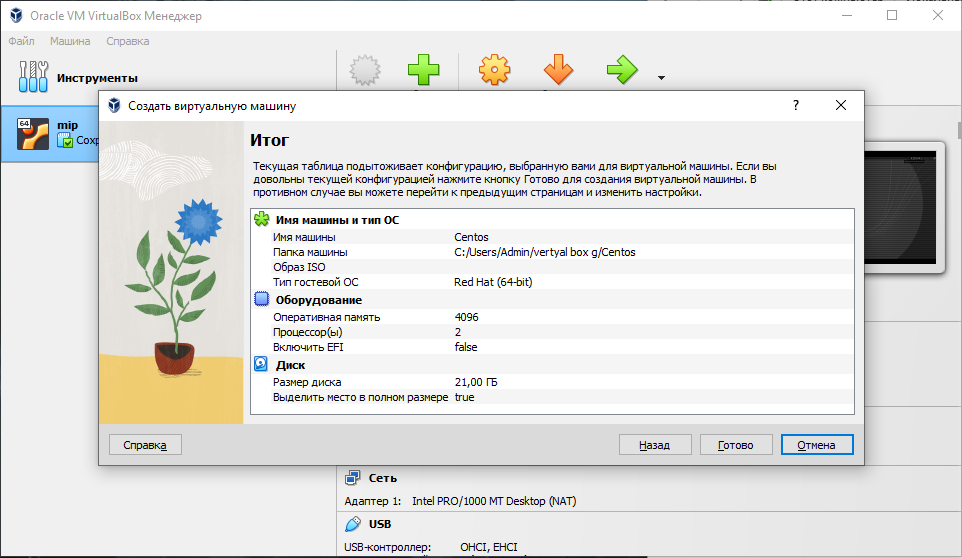 Oracle VM VirtualBox Менеджер
Файл Машина Справка
Инструменты
64
mip
Создать виртуальную машину
?
Итог
Текущая таблица подытоживает конфигурацию, выбранную вами для виртуальной машины. Если вы
довольны текущей конфигурацией нажмите кнопку Готово для создания виртуальной машины. В
противном случае вы можете перейти к предыдущим страницам и изменить настройки.
Имя машины и тип ОС
Имя машины Centos
Папка машины C:/Users/Admin/vertyal box g/Centos
Образ ISO
Тип гостевой ОС Red Hat (64-bit)
Оборудование
Оперативная память 4096
Процессор(ы) 2
Включить EFI false
Диск
Размер диска 21,00 ГБ
Выделить место в полном размере true
Справка Назад Готово Отмена
Сеть
Адаптер 1: Intel PRO/1000 MT Desktop (NAT)
USB
USB-контроллер: OHCI, EHCI